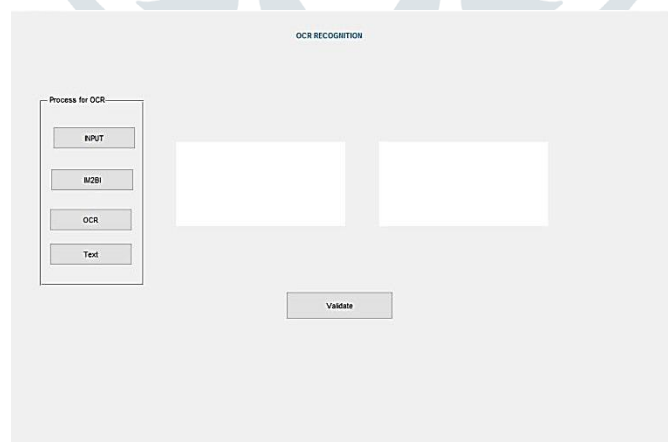 OCR RECOGNITION
Process for OCR
INPUT
IM2BI
OCR
Text
Validate